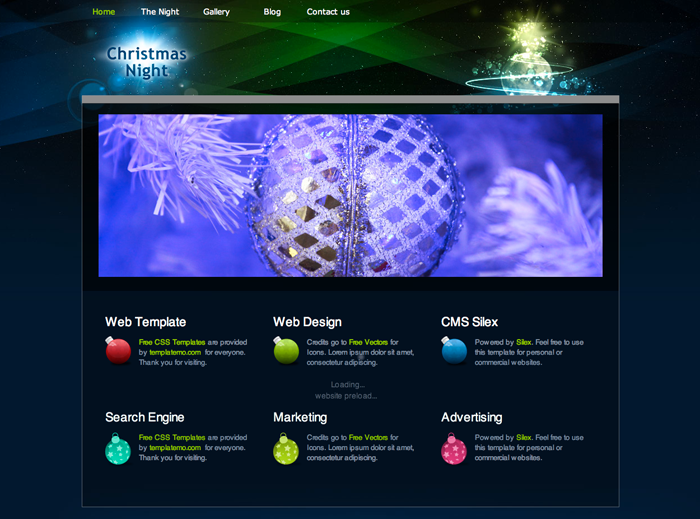 Home The Night Gallery Blog Contact us
Christmas
Night
Web Template
Free CSS Templates are provided
by templatemo.com for everyone.
Thank you for visiting.
Web Design
Credits go to Free Vectors for
Icons. Lorem ipsum dolor sit amet,
consectetur adipiscing.
CMS Silex
Powered by Silex. Feel free to use
this template for personal or
commercial websites.
Loading...
website preload...
Search Engine
Free CSS Templates are provided
by templatemo.com for everyone.
Thank you for visiting.
Marketing
Credits go to Free Vectors for
Icons. Lorem ipsum dolor sit amet,
consectetur adipiscing.
Advertising
Powered by Silex. Feel free to use
this template for personal or
commercial websites.